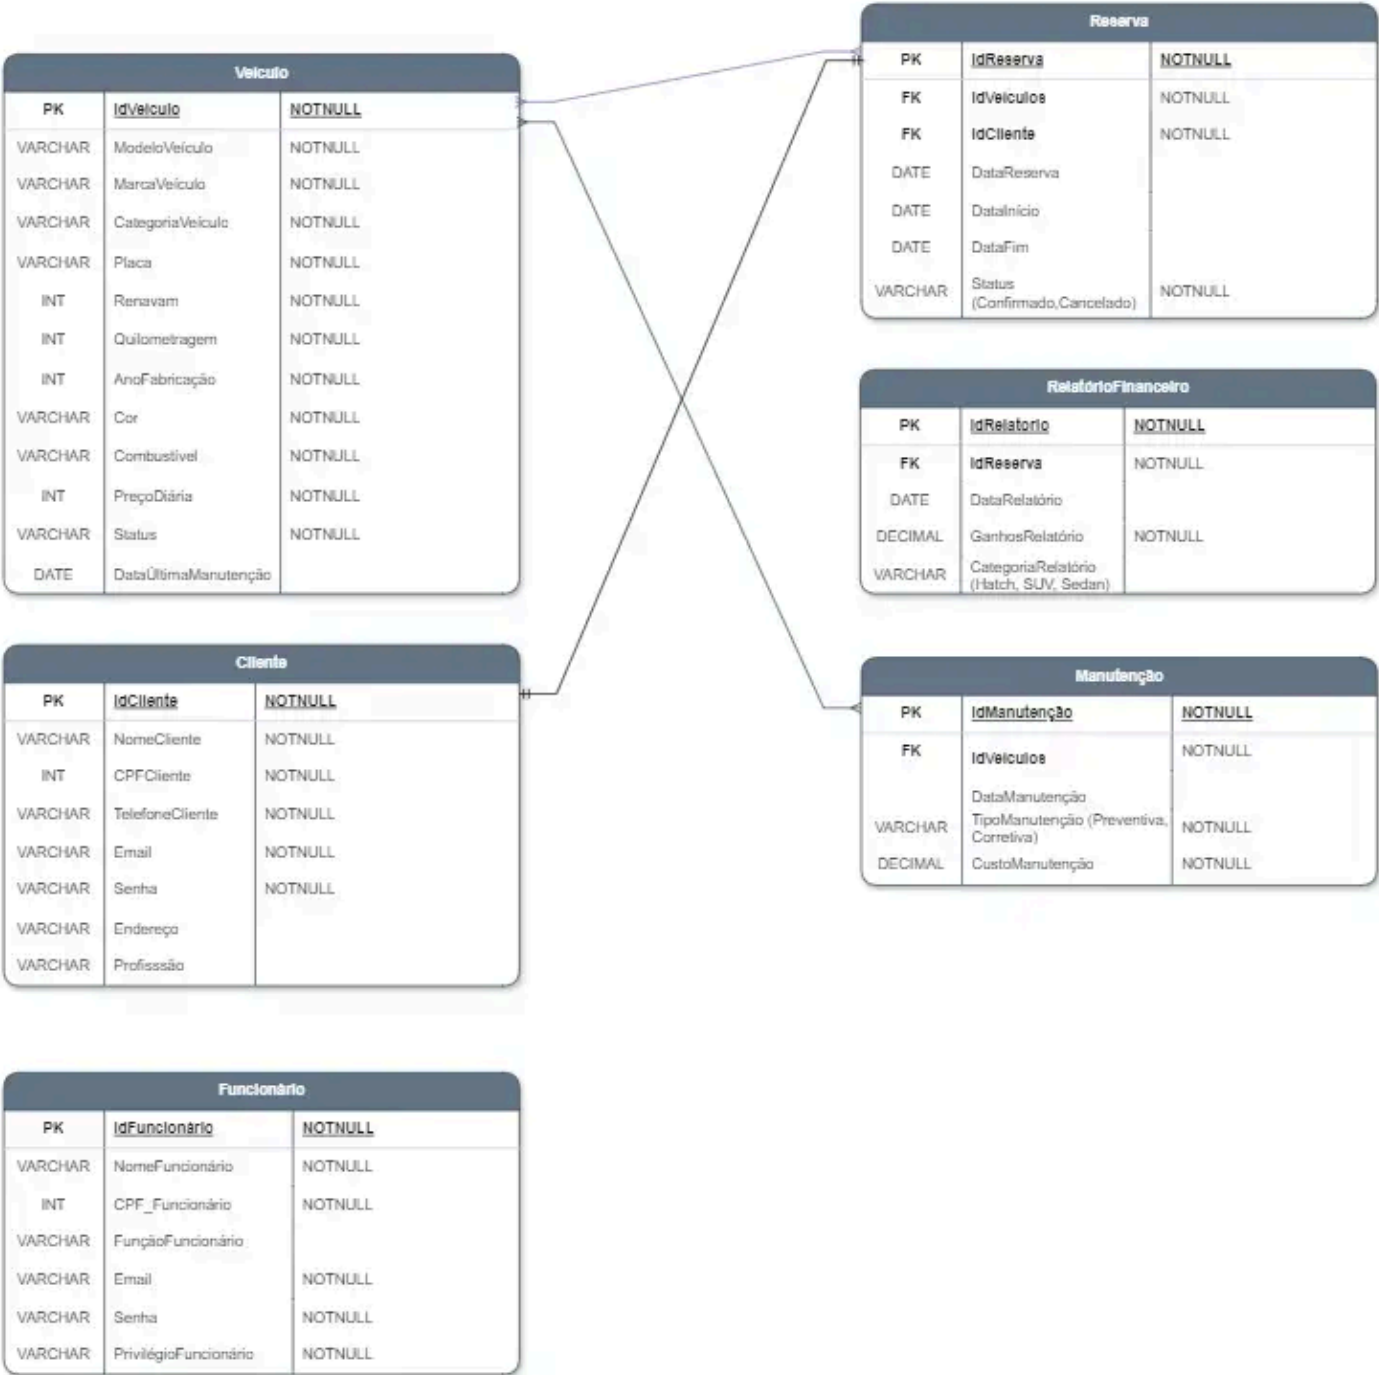 Veículo
PK IdVeículo NOTNULL
VARCHAR ModeloVeículo NOTNULL
VARCHAR MarcaVeículo NOTNULL
VARCHAR CategoriaVeículo NOTNULL
VARCHAR Placa NOTNULL
INT Renavam NOTNULL
INT Quilometragem NOTNULL
INT AnoFabricação NOTNULL
VARCHAR Cor NOTNULL
VARCHAR Combustível NOTNULL
INT PreçoDiária NOTNULL
VARCHAR Status NOTNULL
DATE DataÚltimaManutenção
Cliente
PK IdCliente NOTNULL
VARCHAR NomeCliente NOTNULL
INT CPFCliente NOTNULL
VARCHAR TelefoneCliente NOTNULL
VARCHAR Email NOTNULL
VARCHAR Senha NOTNULL
VARCHAR Endereço
VARCHAR Profisssão
Funcionário
PK IdFuncionário NOTNULL
VARCHAR NomeFuncionário NOTNULL
INT CPF_Funcionário NOTNULL
VARCHAR FunçãoFuncionário
VARCHAR Email NOTNULL
VARCHAR Senha NOTNULL
VARCHAR PrivilégioFuncionário NOTNULL
Reserva
PK IdReserva NOTNULL
FK IdVeículos NOTNULL
FK IdCliente NOTNULL
DATE DataReserva
DATE DataInício
DATE DataFim
VARCHAR Status
(Confirmado,Cancelado) NOTNULL
RelatórioFinanceiro
PK IdRelatorio NOTNULL
FK IdReserva NOTNULL
DATE DataRelatório
DECIMAL GanhosRelatório NOTNULL
VARCHAR CategoriaRelatório
(Hatch, SUV, Sedan)
Manutenção
PK IdManutenção NOTNULL
FK IdVeículos NOTNULL
DataManutenção
VARCHAR TipoManutenção (Preventiva,
Corretiva) NOTNULL
DECIMAL CustoManutenção NOTNULL